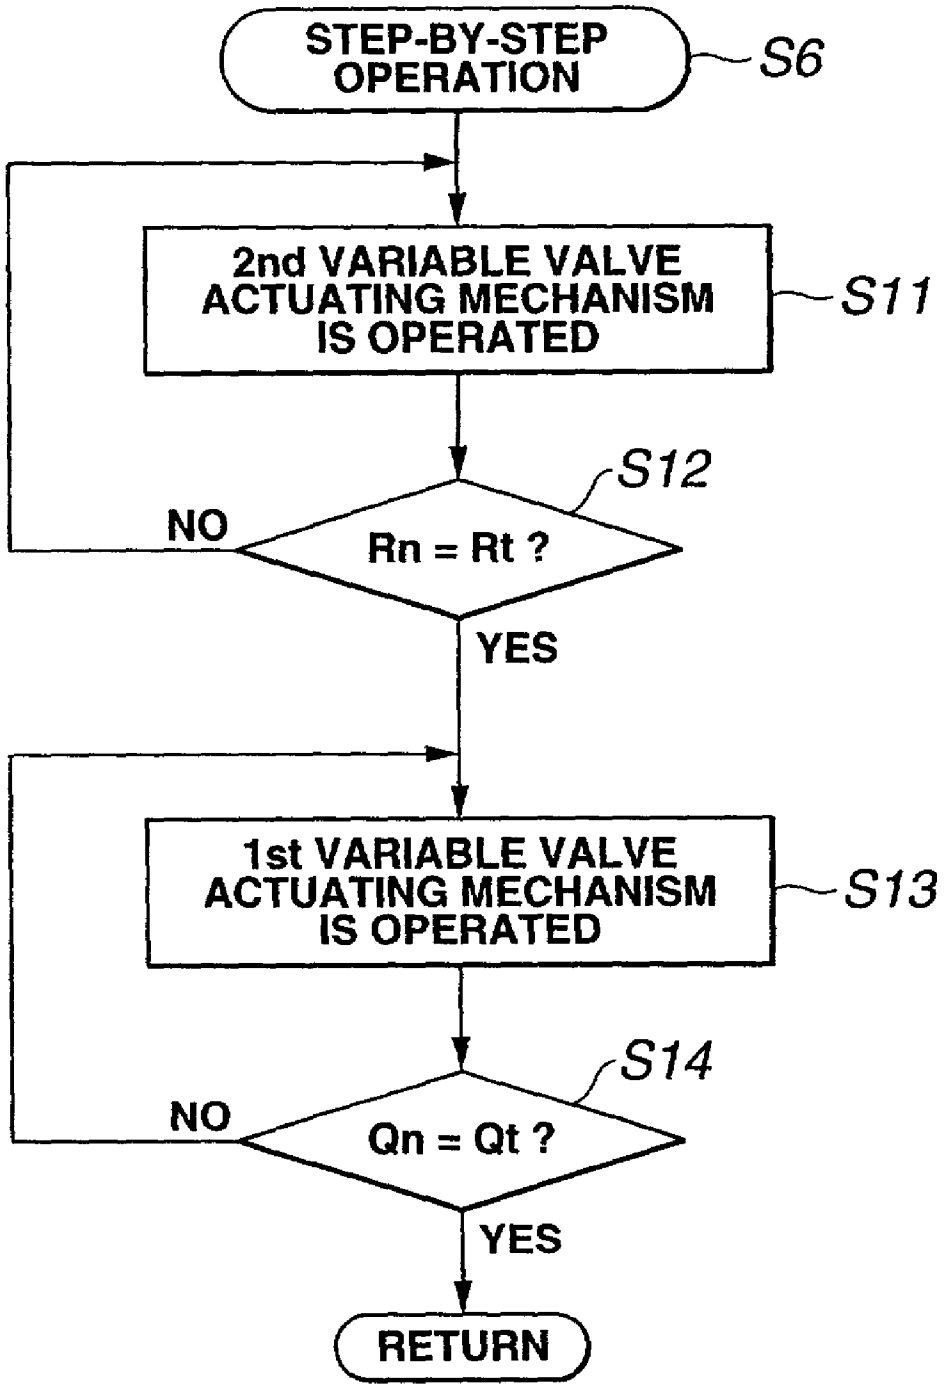 STEP-BY-STEP
OPERATION
S6
2nd VARIABLE VALVE
ACTUATING MECHANISM
IS OPERATED
S11
S12
NO
Rn = Rt ?
YES
1st VARIABLE VALVE
ACTUATING MECHANISM
IS OPERATED
S13
S14
NO
Qn = Qt ?
YES
RETURN